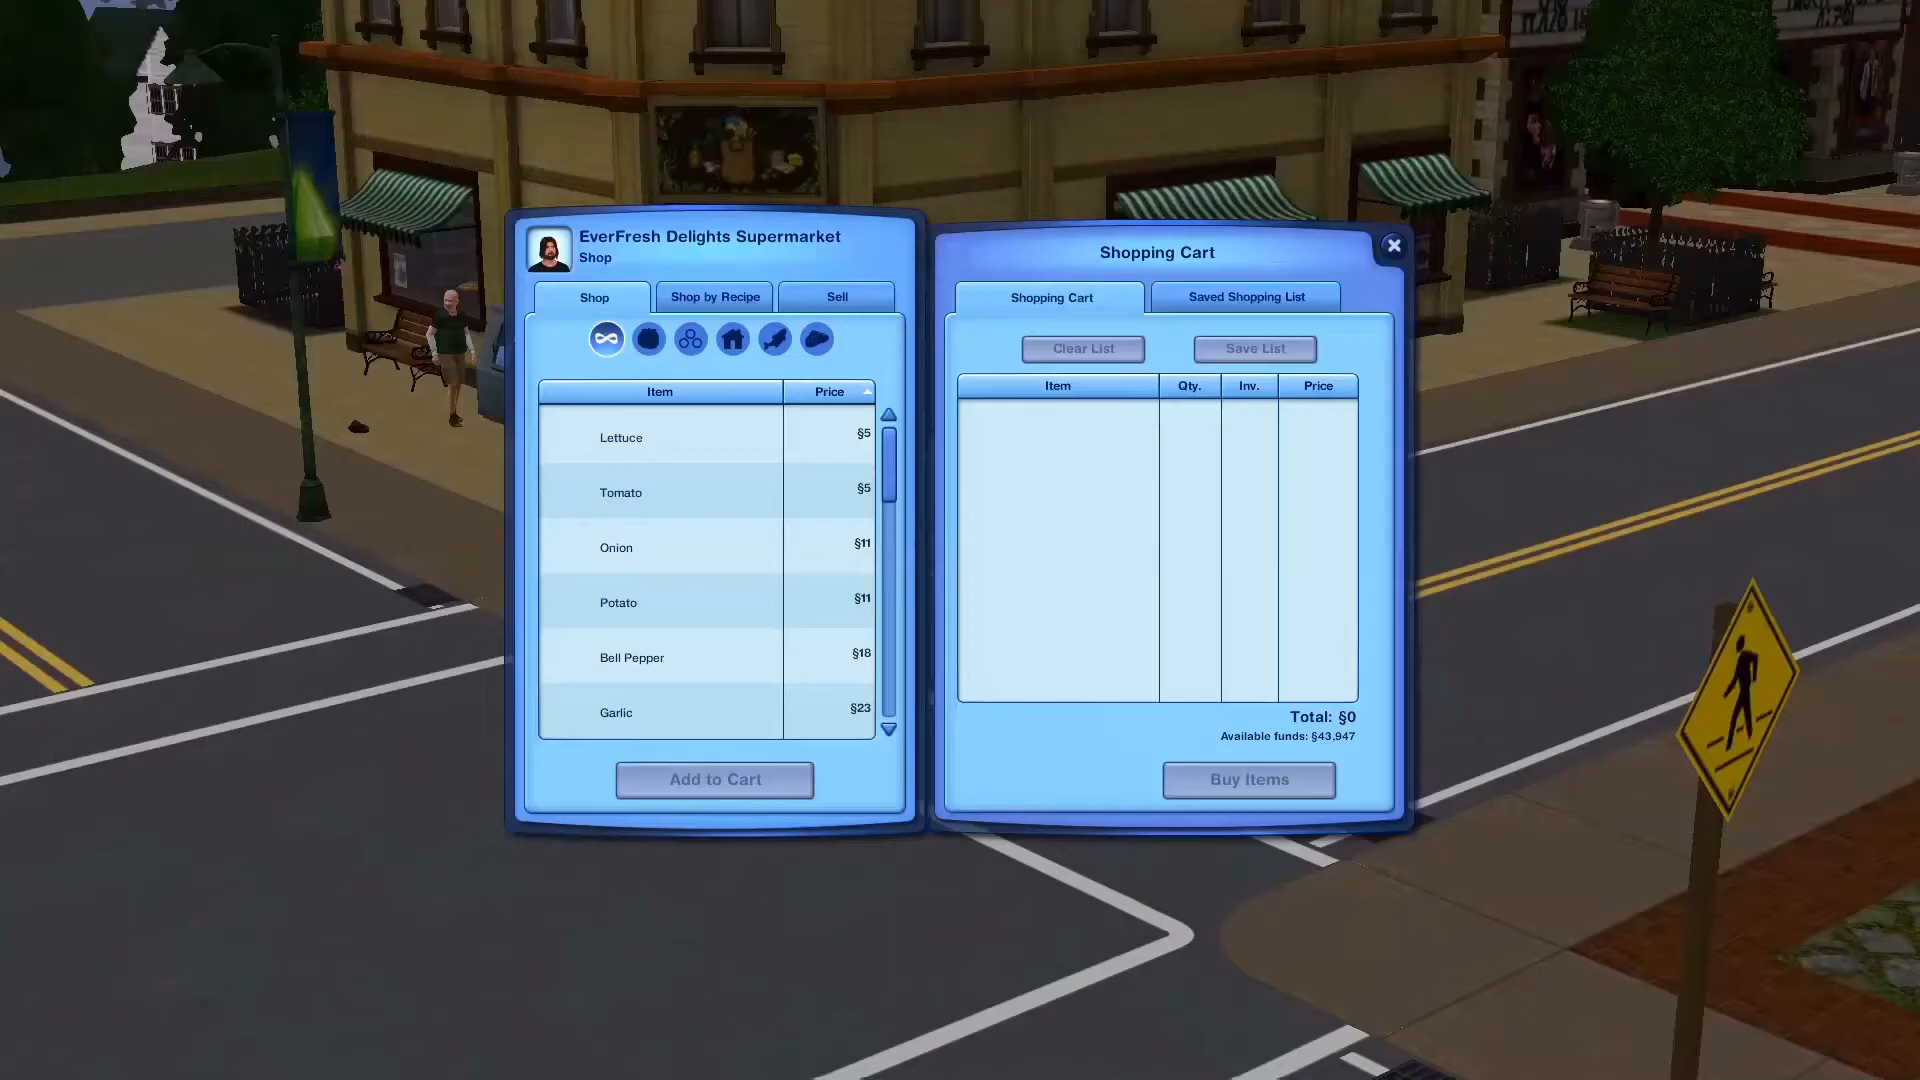 EverFresh Delights Supermarket
Shop
Shop
Shop by Recipe
Sell
Item
Price
Lettuce
§5
Tomato
§5
Onion
§11
Potato
§11
Bell Pepper
§18
Garlic
§23
Add to Cart
Shopping Cart
Shopping Cart
Saved Shopping List
Clear List
Save List
Item
Qty.
Inv.
Price
Total: §0
Available funds: §43,947
Buy Items